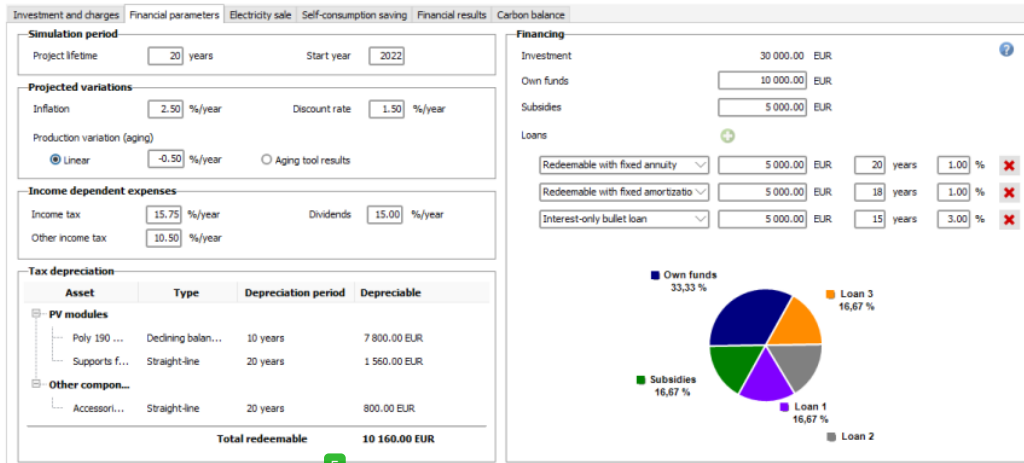 Investment and charges Financial parameters Electricity sale Self-consumption saving Financial results Carbon balance
Simulation period
Project lifetime 20 years Start year 2022
Projected variations
Inflation 2.50 %/year Discount rate 1.50 %/year
Production variation (aging)
Linear -0.50 %/year Aging tool results
Income dependent expenses
Income tax 15.75 %/year Dividends 15.00 %/year
Other income tax 10.50 %/year
Tax depreciation
Asset Type Depreciation period Depreciable
PV modules
Poly 190 ... Declining balan... 10 years 7 800.00 EUR
Supports f... Straight-line 20 years 1 560.00 EUR
Other compon...
Accessori... Straight-line 20 years 800.00 EUR
Total redeemable 10 160.00 EUR
Financing
Investment 30 000.00 EUR
?
Own funds 10 000.00 EUR
Subsidies 5 000.00 EUR
Loans
Redeemable with fixed annuity 5 000.00 EUR 20 years 1.00 %
Redeemable with fixed amortizatio 5 000.00 EUR 18 years 1.00 %
Interest-only bullet loan 5 000.00 EUR 15 years 3.00 %
Own funds
33,33 %
Loan 3
16,67 %
Subsidies
16,67 %
Loan 1
16,67 %
Loan 2